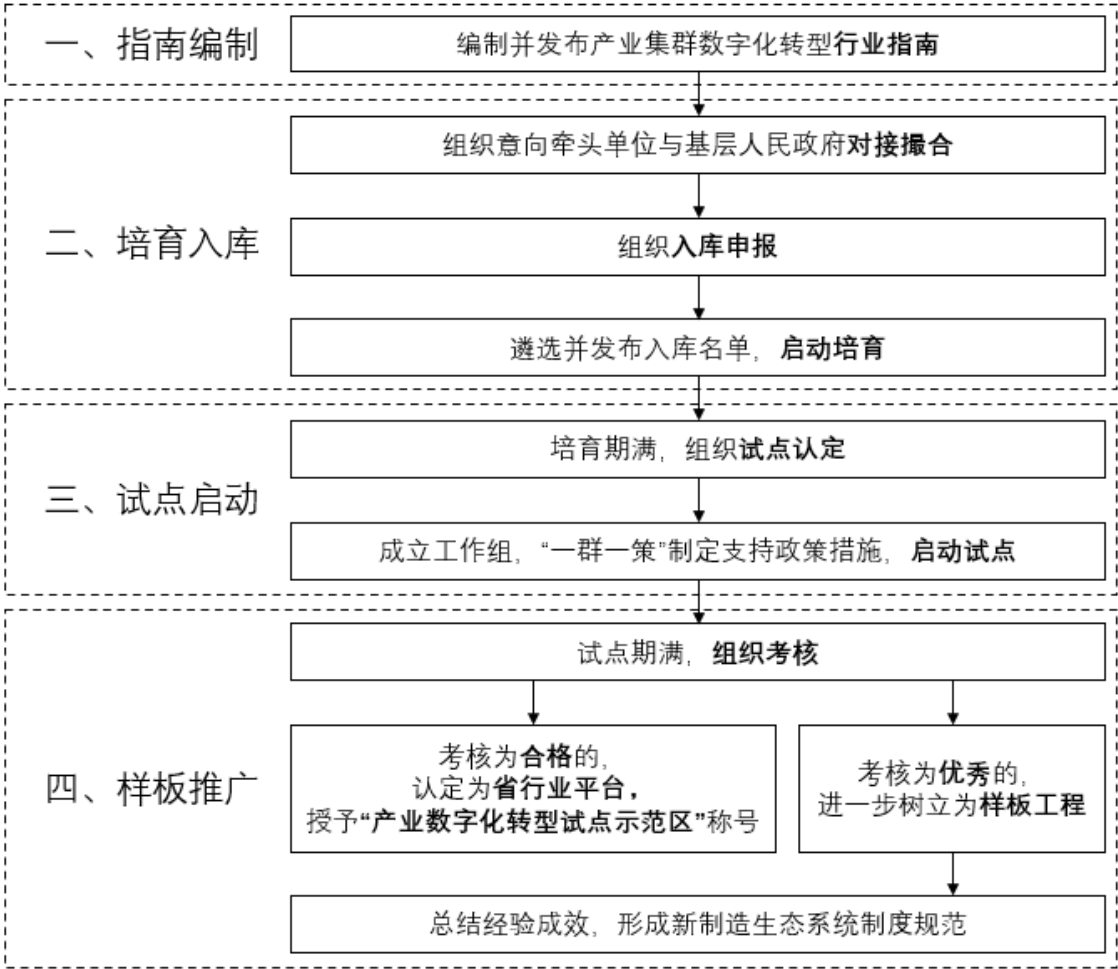 一、指南编制
编制并发布产业集群数字化转型行业指南
二、培育入库
组织意向牵头单位与基层人民政府对接撮合
组织入库申报
遴选并发布入库名单，启动培育
三、试点启动
培育期满，组织试点认定
成立工作组，“一群一策”制定支持政策措施，启动试点
四、样板推广
试点期满，组织考核
考核为合格的，
认定为省行业平台，
授予“产业数字化转型试点示范区”称号
考核为优秀的，
进一步树立为样板工程
总结经验成效，形成新制造生态系统制度规范